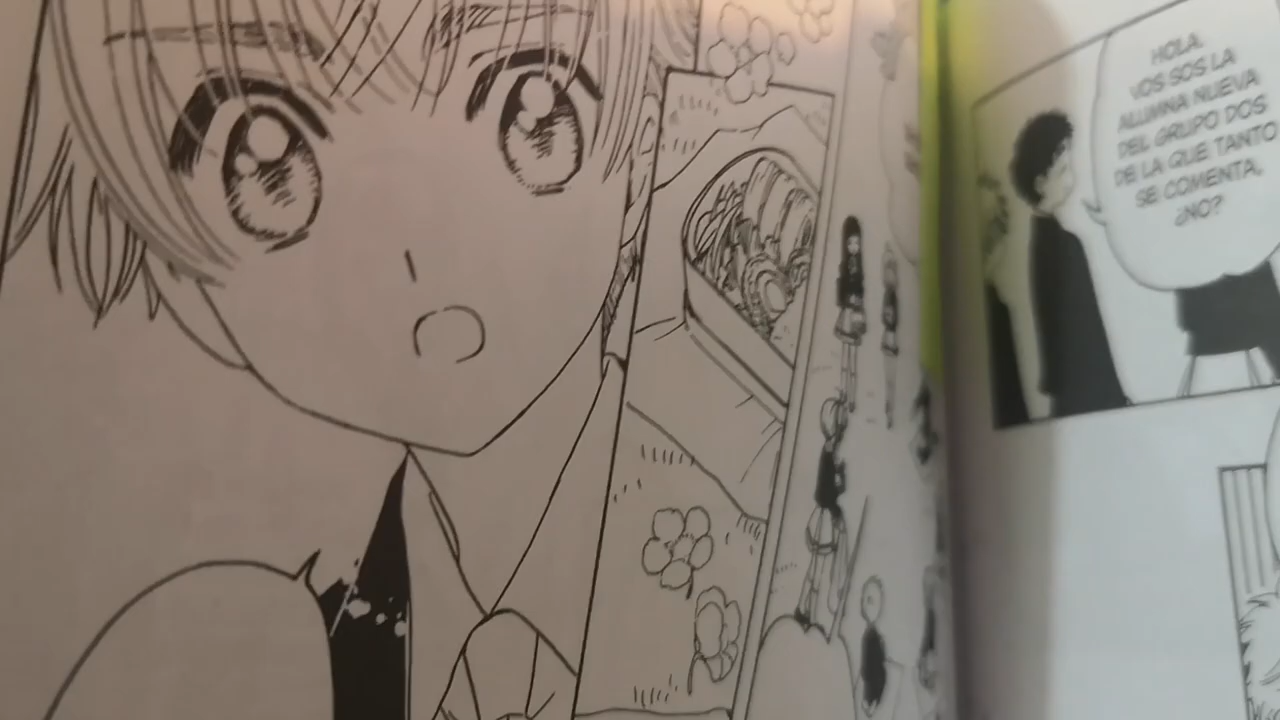 HOLA.
VOS SOS LA
ALUMNA NUEVA
DEL GRUPO DOS
DE LA QUE TANTO
SE COMENTA,
¿NO?